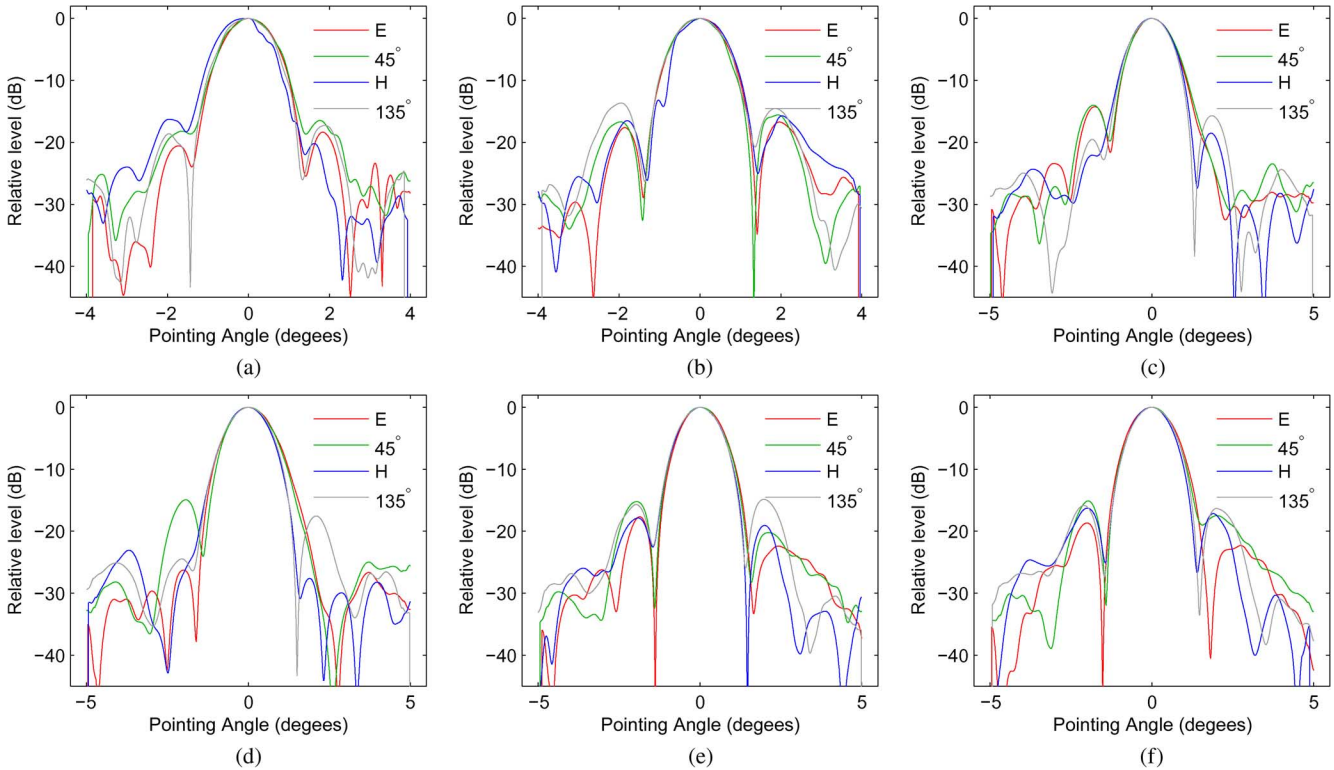 Relative level (dB)
0
−10
−20
−30
−40
E
45°
H
135°
−4
−2
0
2
4
Pointing Angle (degees)
(a)
Relative level (dB)
0
−10
−20
−30
−40
E
45°
H
135°
−4
−2
0
2
4
Pointing Angle (degees)
(b)
Relative level (dB)
0
−10
−20
−30
−40
E
45°
H
135°
−5
0
5
Pointing Angle (degees)
(c)
Relative level (dB)
0
−10
−20
−30
−40
E
45°
H
135°
−5
0
5
Pointing Angle (degees)
(d)
Relative level (dB)
0
−10
−20
−30
−40
E
45°
H
135°
−5
0
5
Pointing Angle (degees)
(e)
Relative level (dB)
0
−10
−20
−30
−40
E
45°
H
135°
−5
0
5
Pointing Angle (degees)
(f)